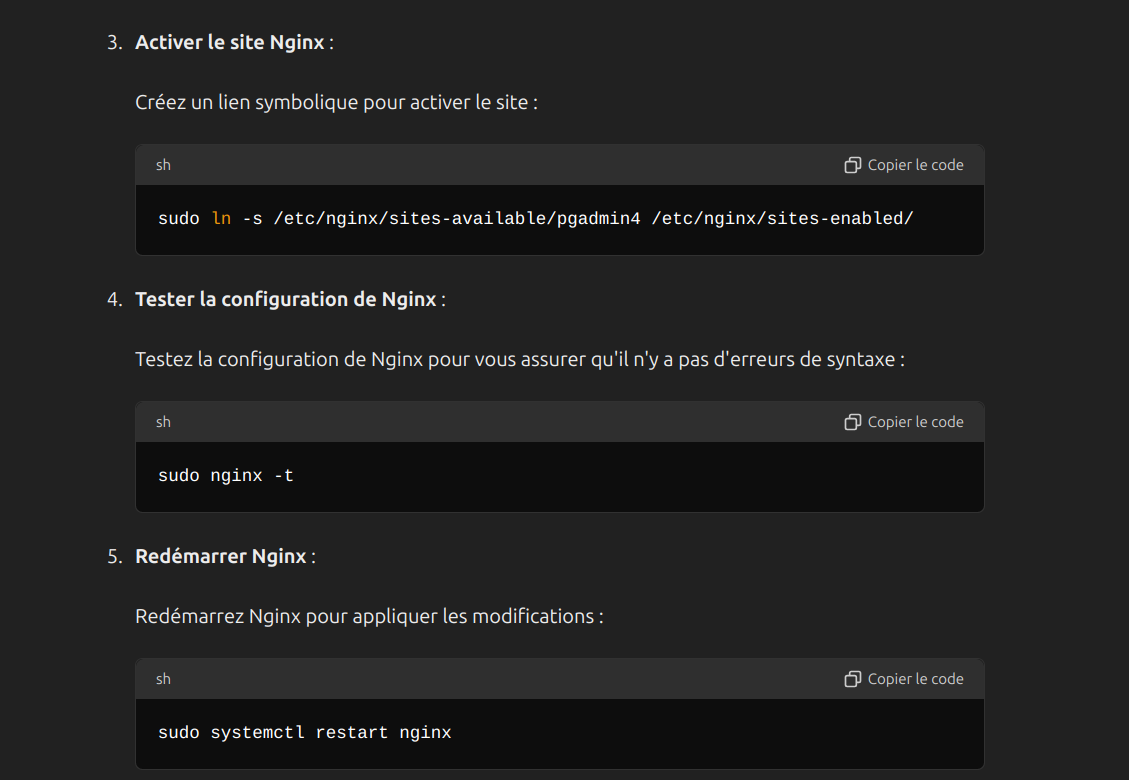 3. Activer le site Nginx :
Créez un lien symbolique pour activer le site :
sh Copier le code
sudo ln -s /etc/nginx/sites-available/pgadmin4 /etc/nginx/sites-enabled/
4. Tester la configuration de Nginx :
Testez la configuration de Nginx pour vous assurer qu'il n'y a pas d'erreurs de syntaxe :
sh Copier le code
sudo nginx -t
5. Redémarrer Nginx :
Redémarrez Nginx pour appliquer les modifications :
sh Copier le code
sudo systemctl restart nginx